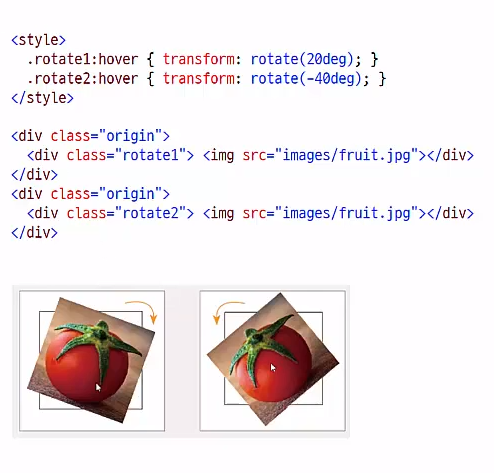 <style>
.rotate1:hover { transform: rotate(20deg); }
.rotate2:hover { transform: rotate(-40deg); }
</style>
<div class="origin">
<div class="rotate1"> <img src="images/fruit.jpg"></div>
</div>
<div class="origin">
<div class="rotate2"> <img src="images/fruit.jpg"></div>
</div>